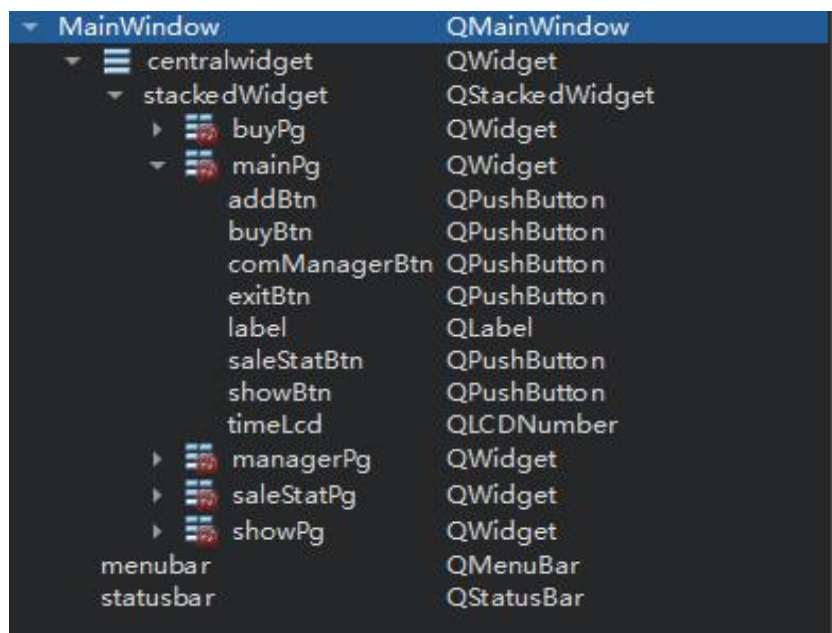 MainWindow QMainWindow
centralwidget QWidget
stackedWidget QStackedWidget
buyPg QWidget
mainPg QWidget
addBtn QPushButton
buyBtn QPushButton
comManagerBtn QPushButton
exitBtn QPushButton
label QLabel
saleStatBtn QPushButton
showBtn QPushButton
timeLcd QLCDNumber
managerPg QWidget
saleStatPg QWidget
showPg QWidget
menubar QMenuBar
statusbar QStatusBar